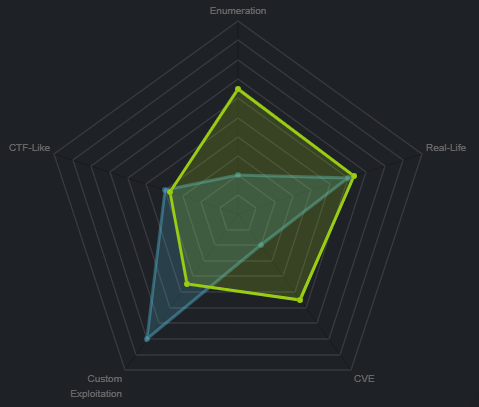 Enumeration
CTF-Like
Real-Life
Custom
Exploitation
CVE